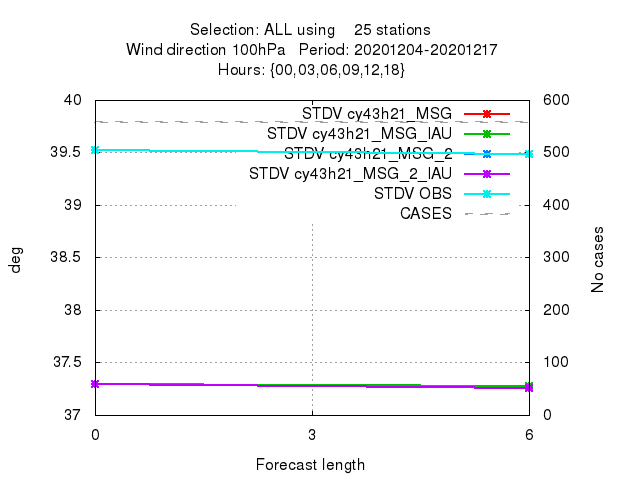 Selection: ALL using 25 stations
Wind direction 100hPa Period: 20201204-20201217
Hours: {00,03,06,09,12,18}
40
600
STDV cy43h21_MSG
STDV cy43h21_MSG_IAU
39.5
STDV cy43h21_MSG_2
500
STDV cy43h21_MSG_2_IAU
STDV OBS
39
CASES
400
deg
38.5
300
No cases
38
200
37.5
100
37
0
0
3
6
Forecast length